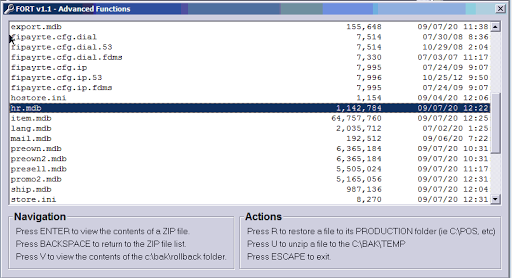 FORT v1.1 - Advanced Functions
export.mdb 155,648 09/07/20 11:38
fipayrte.cfg.dial 7,514 07/30/08 8:36
fipayrte.cfg.dial.53 7,514 10/29/08 2:04
fipayrte.cfg.dial.fdms 7,330 07/03/07 11:17
fipayrte.cfg.ip 7,995 07/24/09 9:07
fipayrte.cfg.ip.53 7,996 10/25/12 9:50
fipayrte.cfg.ip.fdms 7,995 07/24/09 9:07
hostore.ini 1,154 09/04/20 12:06
hr.mdb 1,142,784 09/07/20 12:22
item.mdb 64,757,760 09/07/20 12:25
lang.mdb 2,035,712 07/02/20 1:25
mail.mdb 192,512 09/06/20 7:22
preown.mdb 6,365,184 09/07/20 10:31
preown2.mdb 6,365,184 09/07/20 10:31
presell.mdb 5,505,024 09/07/20 11:17
promo2.mdb 5,165,056 09/07/20 12:31
ship.mdb 987,136 09/07/20 12:04
store.ini 8,270 09/07/20 12:31
Navigation
Press ENTER to view the contents of a ZIP file.
Press BACKSPACE to return to the ZIP file list.
Press V to view the contents of the c:\bak\rollback folder.
Actions
Press R to restore a file to its PRODUCTION folder (ie C:\POS, etc)
Press U to unzip a file to the C:\BAK\TEMP
Press ESCAPE to exit.